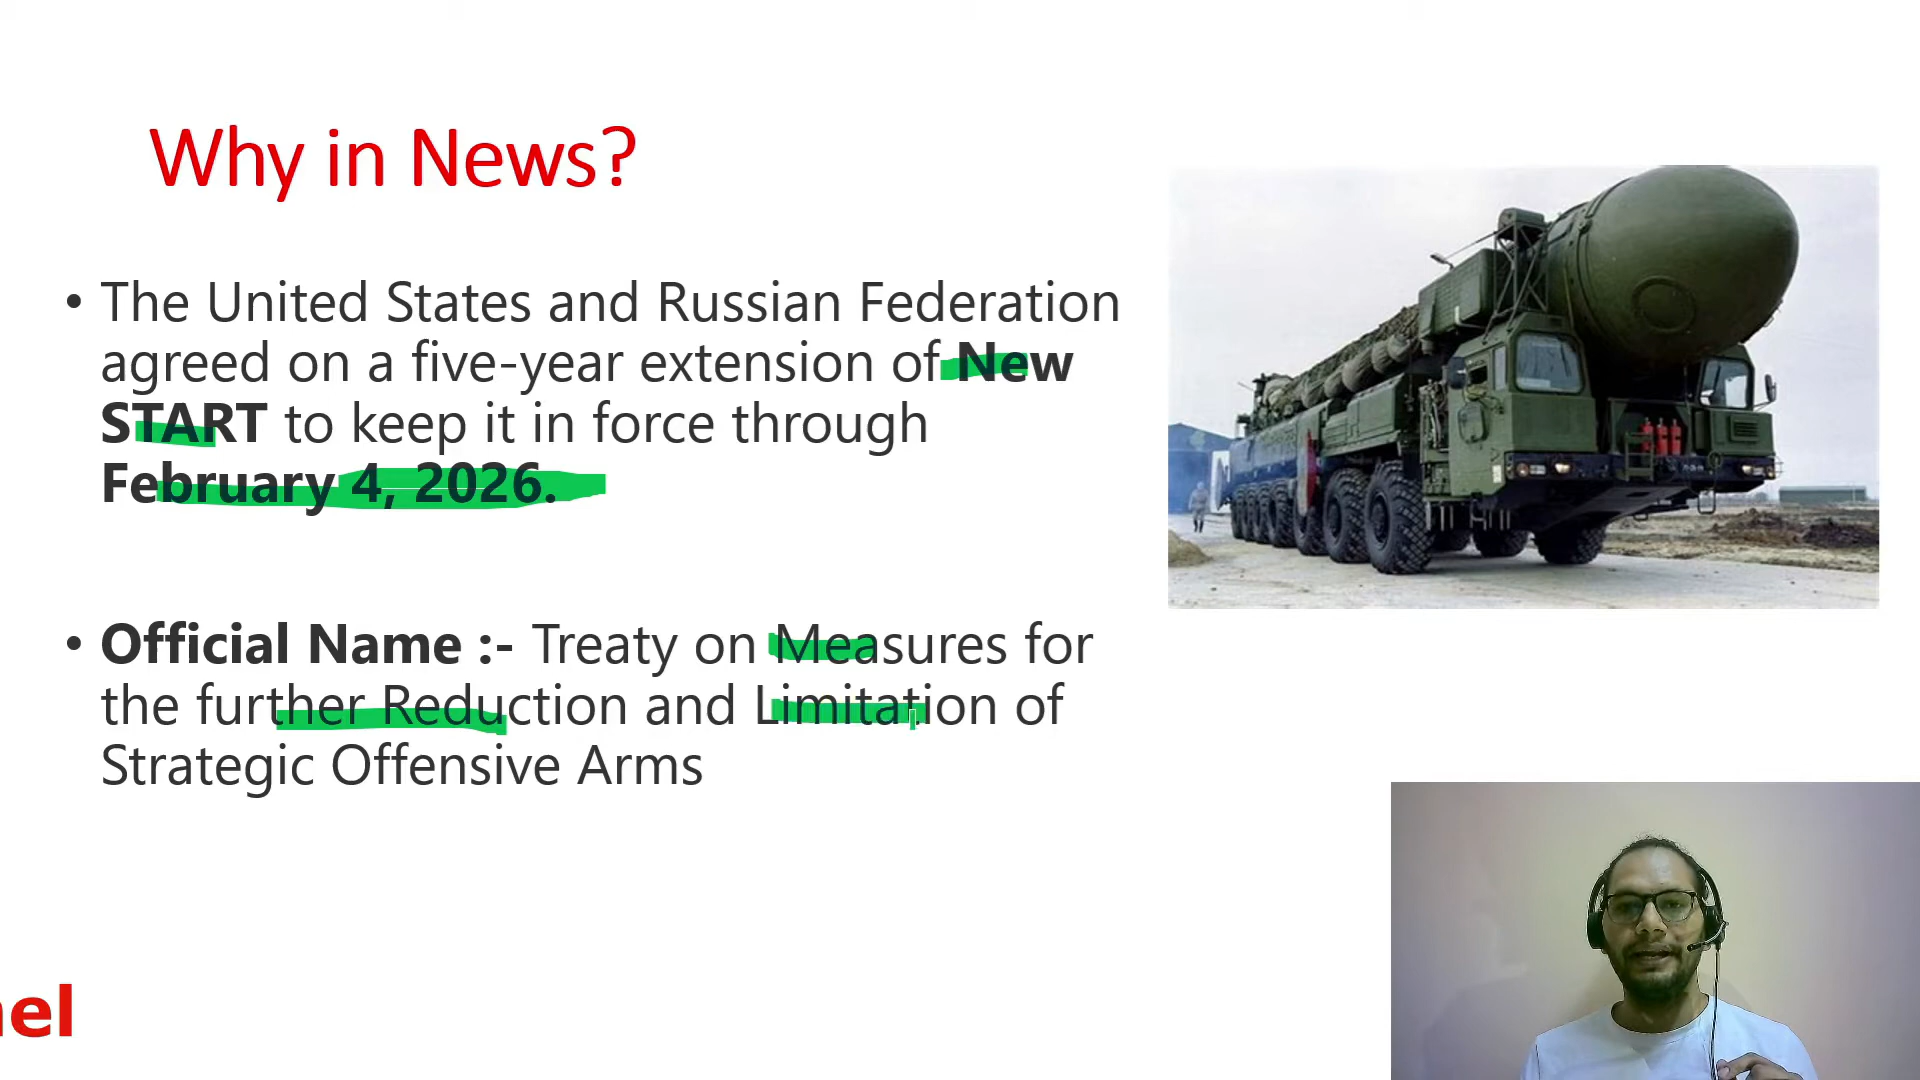 Why in News?
• The United States and Russian Federation
agreed on a five-year extension of New
START to keep it in force through
February 4, 2026.
• Official Name :- Treaty on Measures for
the further Reduction and Limitation of
Strategic Offensive Arms
el